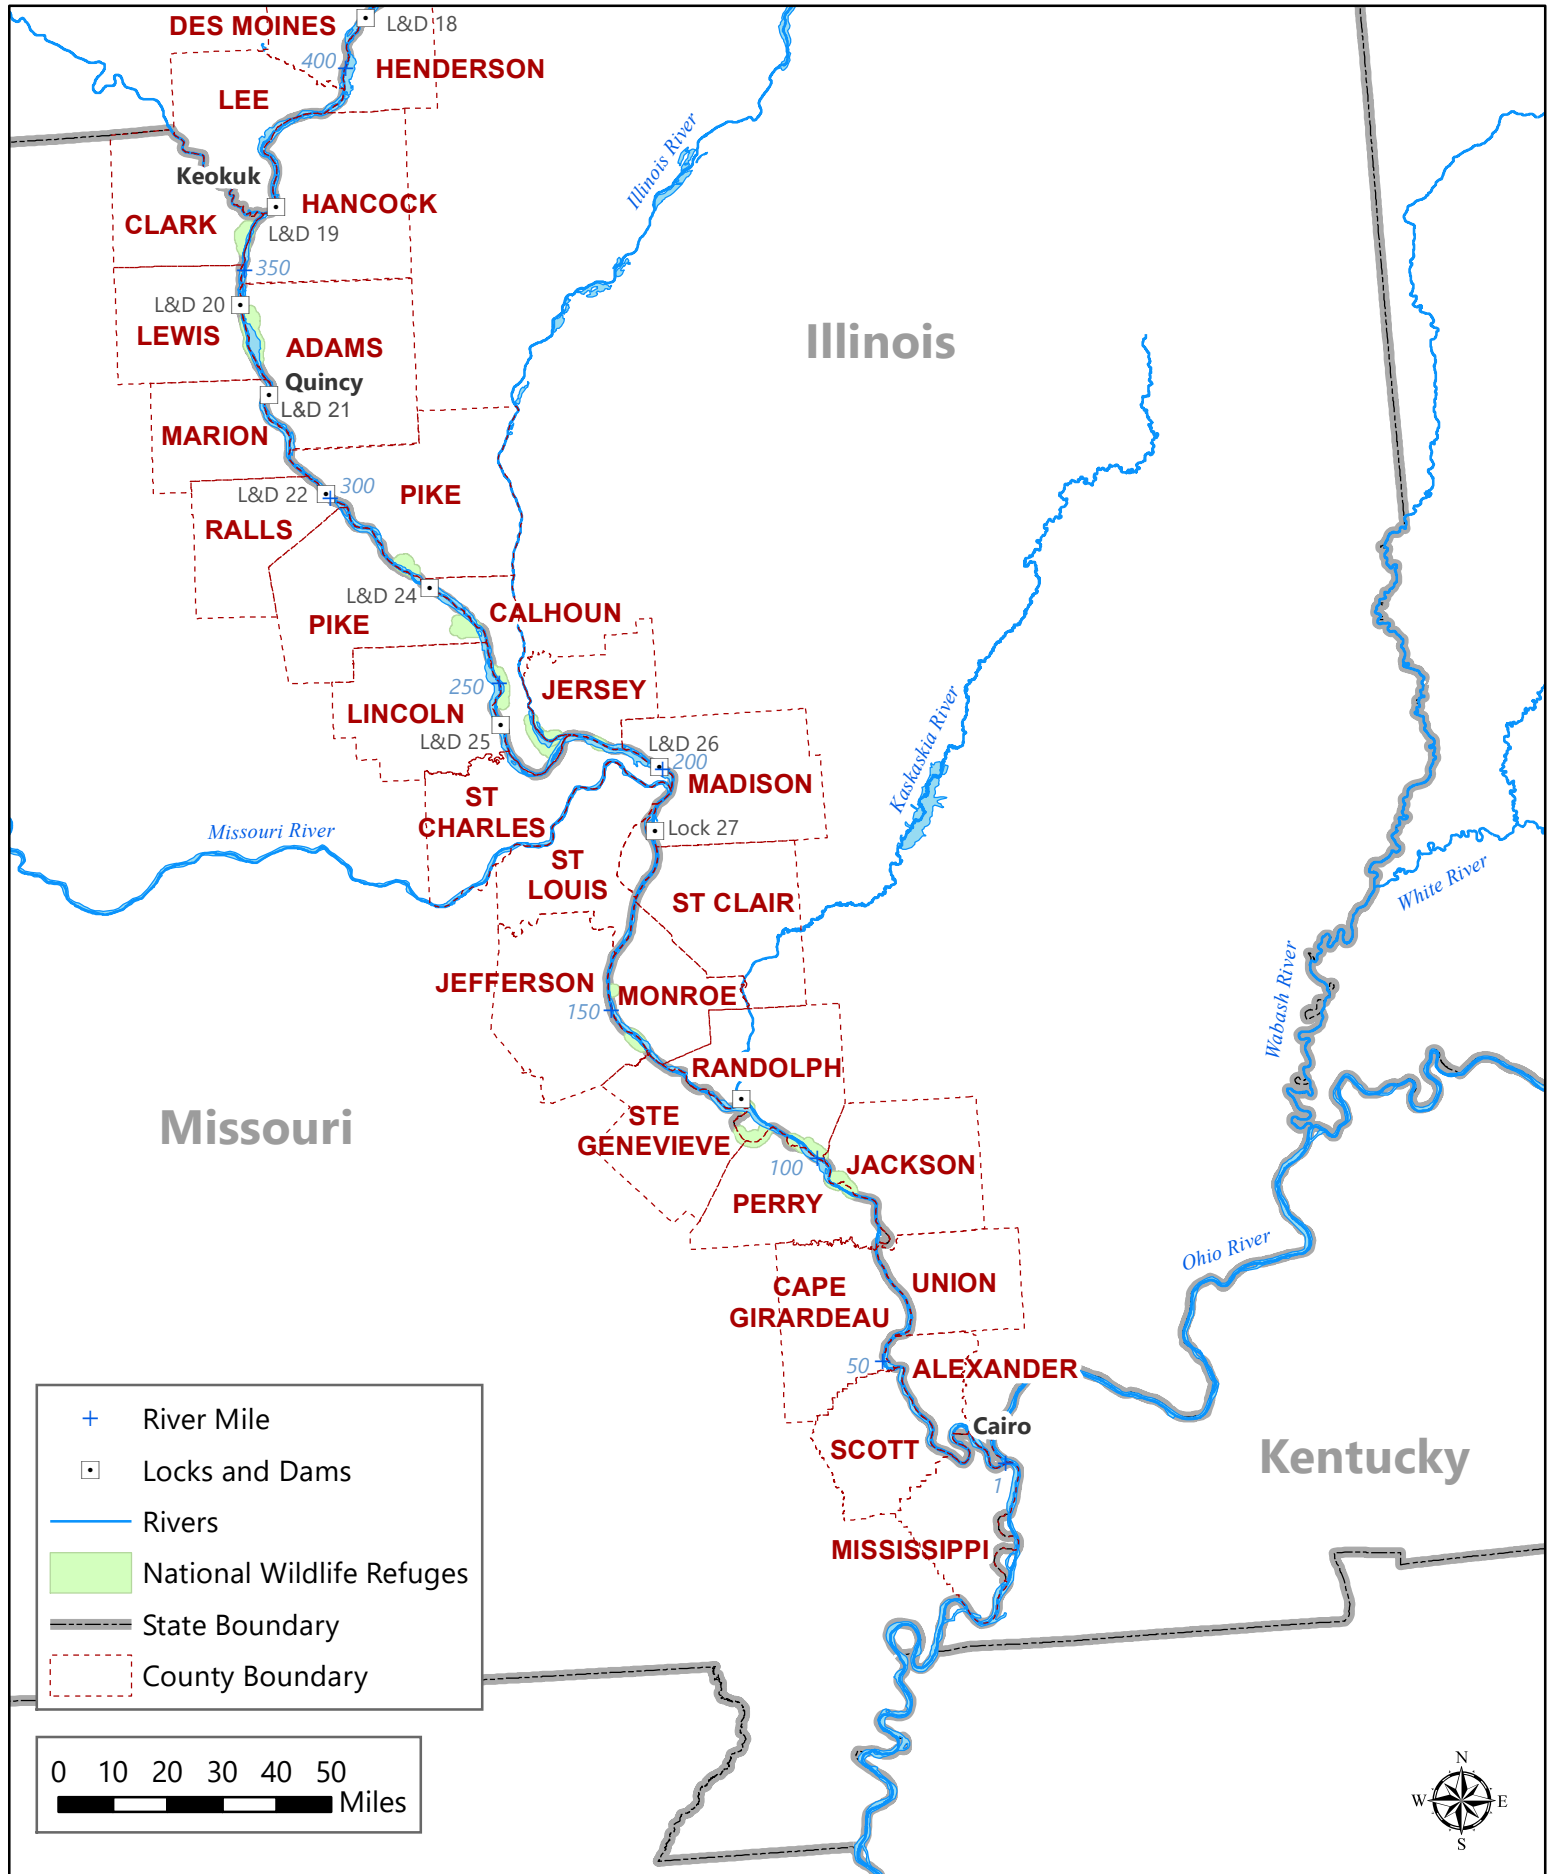 DES MOINES
L&D 18
400
HENDERSON
LEE
Illinois River
Keokuk
HANCOCK
CLARK
L&D 19
350
L&D 20
LEWIS
ADAMS
Illinois
Quincy
L&D 21
MARION
300
L&D 22
PIKE
RALLS
L&D 24
CALHOUN
PIKE
250
JERSEY
LINCOLN
L&D 25
L&D 26
200
MADISON
Kaskaskia River
ST
CHARLES
Missouri River
Lock 27
ST
LOUIS
ST CLAIR
White River
JEFFERSON
MONROE
150
Wabash River
RANDOLPH
Missouri
STE
GENEVIEVE
100
JACKSON
PERRY
Ohio River
UNION
CAPE
GIRARDEAU
50
ALEXANDER
Cairo
SCOTT
Kentucky
1
MISSISSIPPI
River Mile
Locks and Dams
Rivers
National Wildlife Refuges
State Boundary
County Boundary
0 10 20 30 40 50
Miles
N
W E
S